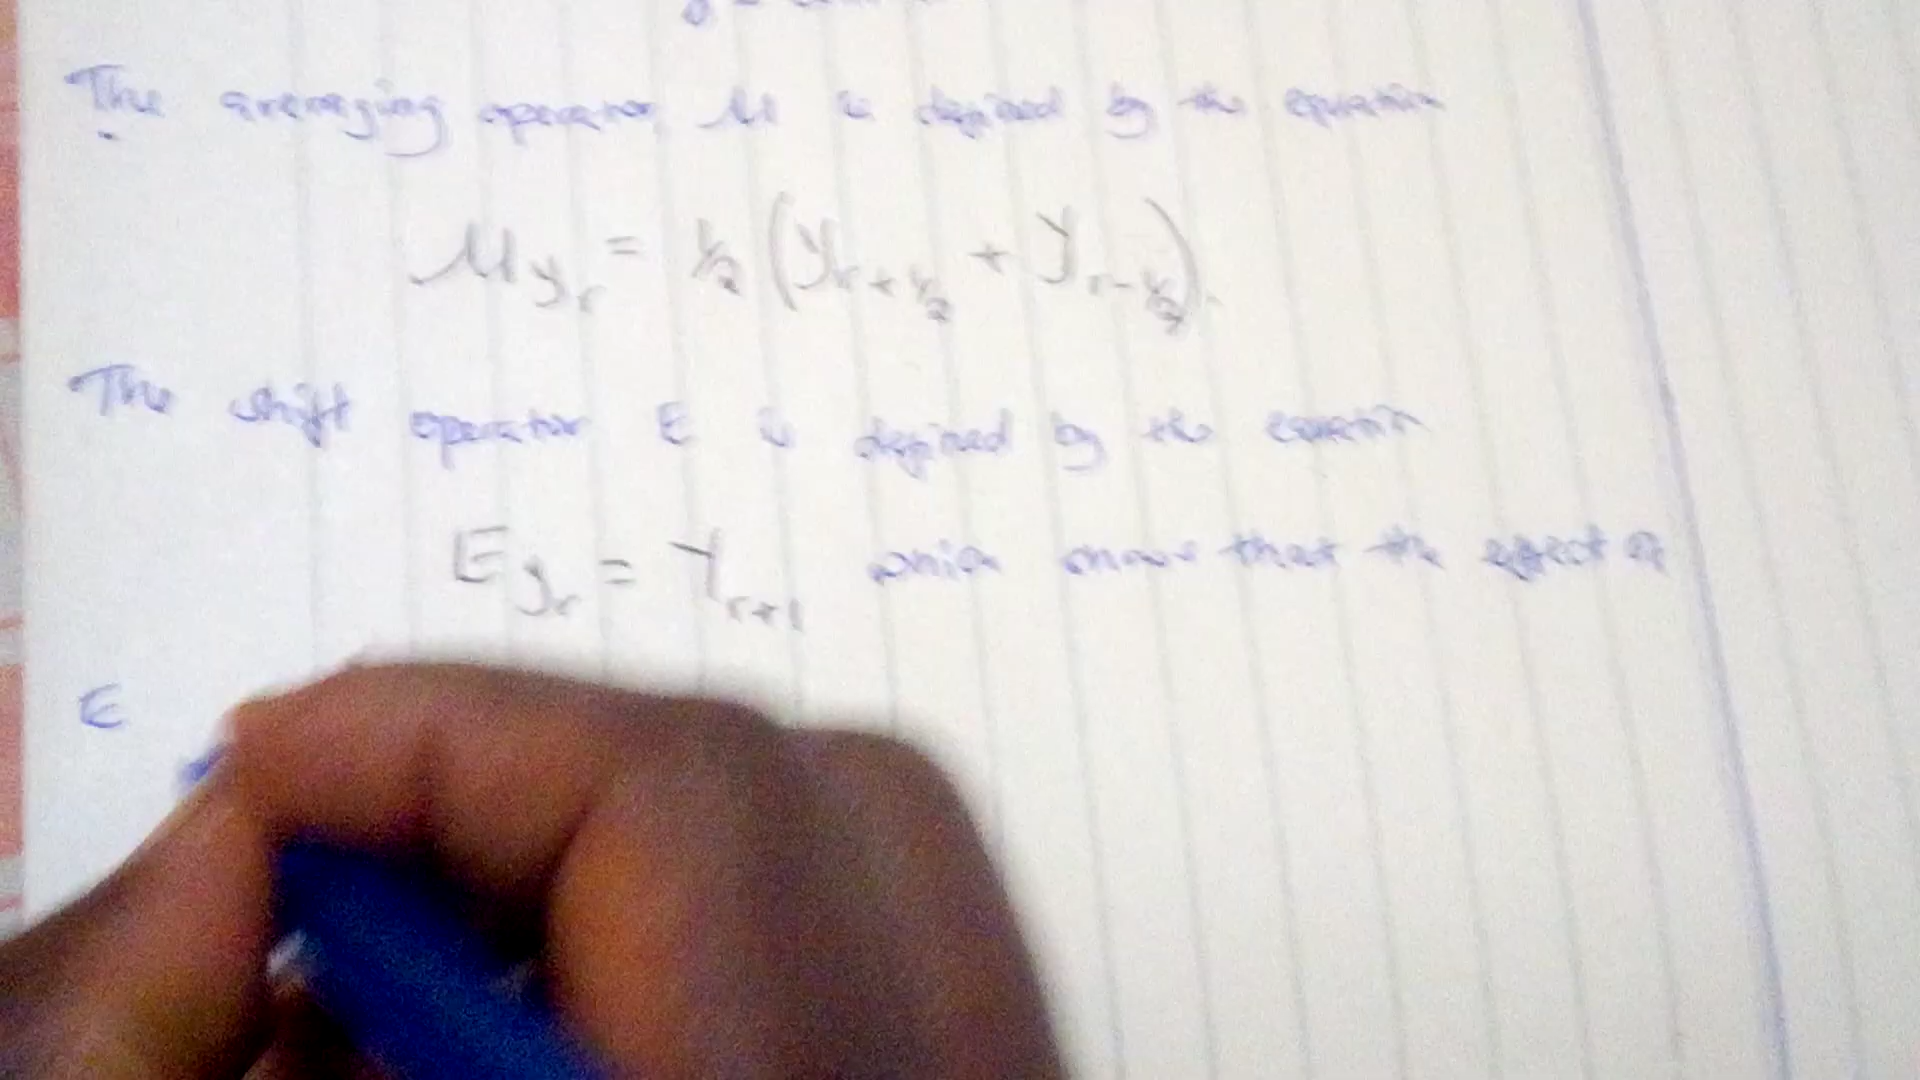 The averaging operator μ is defined by the equation
μy_r = ½ (y_{r+½} + y_{r-½}).
The shift operator E is defined by the equation
Ey_r = y_{r+1} which shows that the effect of
E